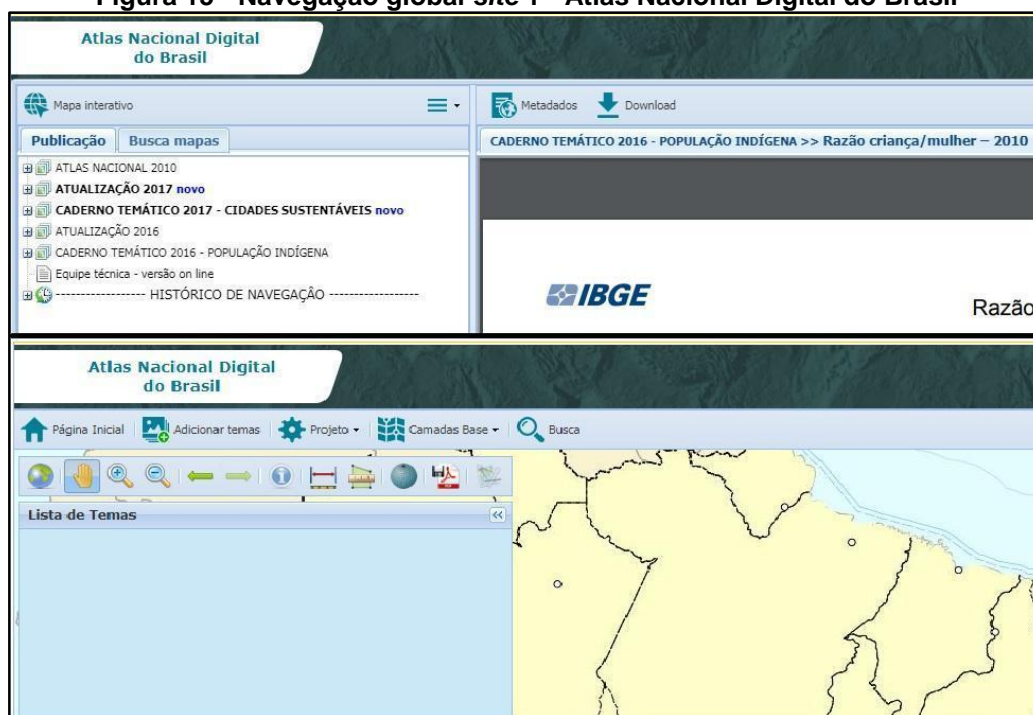 Figura 13 - Navegação global site 1 - Atlas Nacional Digital do Brasil
Atlas Nacional Digital
do Brasil
Mapa interativo
Metadados Download
Publicação Busca mapas
CADERNO TEMÁTICO 2016 - POPULAÇÃO INDÍGENA >> Razão criança/mulher – 2010
ATLAS NACIONAL 2010
ATUALIZAÇÃO 2017 novo
CADERNO TEMÁTICO 2017 - CIDADES SUSTENTÁVEIS novo
ATUALIZAÇÃO 2016
CADERNO TEMÁTICO 2016 - POPULAÇÃO INDÍGENA
Equipe técnica - versão on line
------------------ HISTÓRICO DE NAVEGAÇÃO ------------------
IBGE
Razão
Atlas Nacional Digital
do Brasil
Página Inicial Adicionar temas Projeto Camadas Base Busca
Lista de Temas